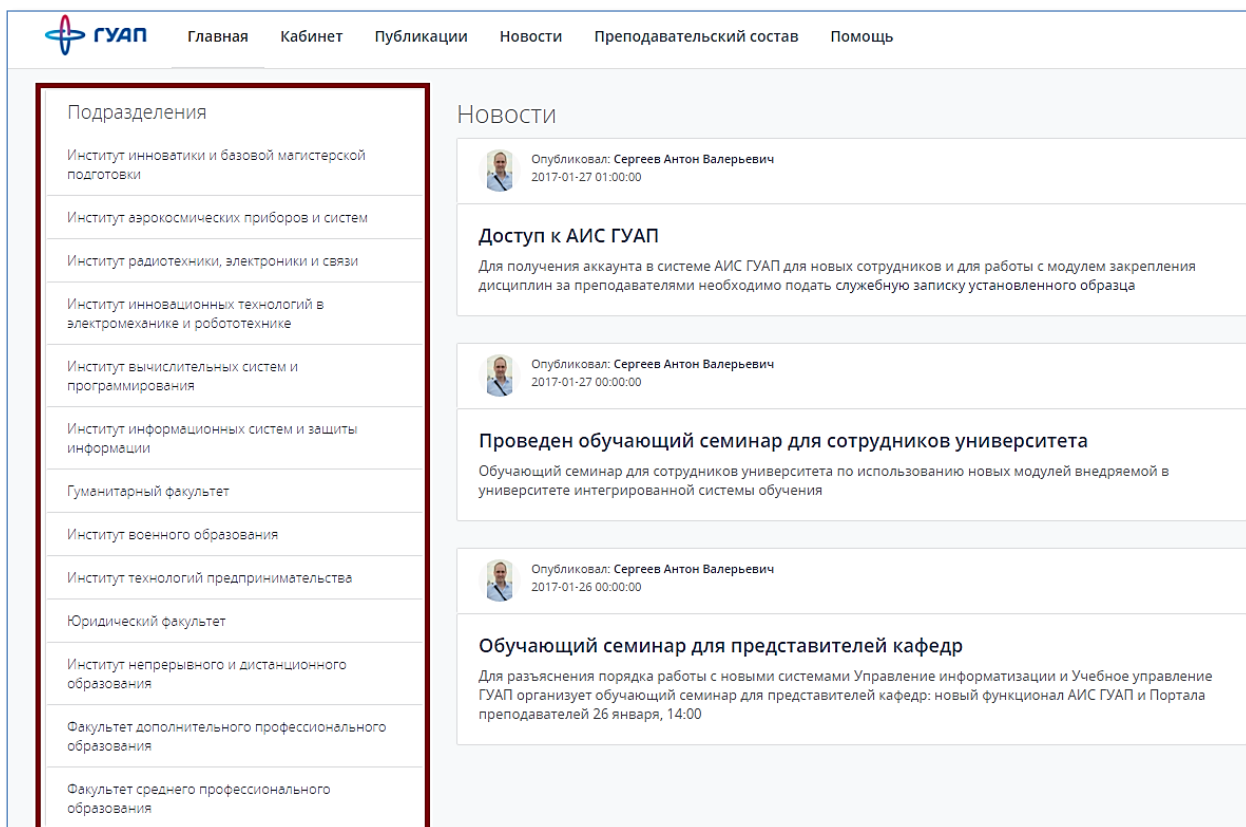 ГУАП
Главная
Кабинет
Публикации
Новости
Преподавательский состав
Помощь
Подразделения
Институт инноватики и базовой магистерской
подготовки
Институт аэрокосмических приборов и систем
Институт радиотехники, электроники и связи
Институт инновационных технологий в
электромеханике и робототехнике
Институт вычислительных систем и
программирования
Институт информационных систем и защиты
информации
Гуманитарный факультет
Институт военного образования
Институт технологий предпринимательства
Юридический факультет
Институт непрерывного и дистанционного
образования
Факультет дополнительного профессионального
образования
Факультет среднего профессионального
образования
Новости
Опубликовал: Сергеев Антон Валерьевич
2017-01-27 01:00:00
Доступ к АИС ГУАП
Для получения аккаунта в системе АИС ГУАП для новых сотрудников и для работы с модулем закрепления
дисциплин за преподавателями необходимо подать служебную записку установленного образца
Опубликовал: Сергеев Антон Валерьевич
2017-01-27 00:00:00
Проведен обучающий семинар для сотрудников университета
Обучающий семинар для сотрудников университета по использованию новых модулей внедряемой в
университете интегрированной системы обучения
Опубликовал: Сергеев Антон Валерьевич
2017-01-26 00:00:00
Обучающий семинар для представителей кафедр
Для разъяснения порядка работы с новыми системами Управление информатизации и Учебное управление
ГУАП организует обучающий семинар для представителей кафедр: новый функционал АИС ГУАП и Портала
преподавателей 26 января, 14:00